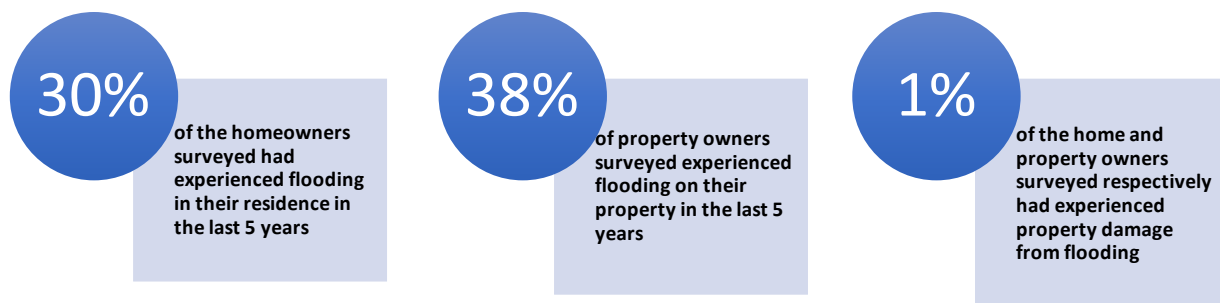 30%
of the homeowners
surveyed had
experienced flooding
in their residence in
the last 5 years
38%
of property owners
surveyed experienced
flooding on their
property in the last 5
years
1%
of the home and
property owners
surveyed respectively
had experienced
property damage
from flooding